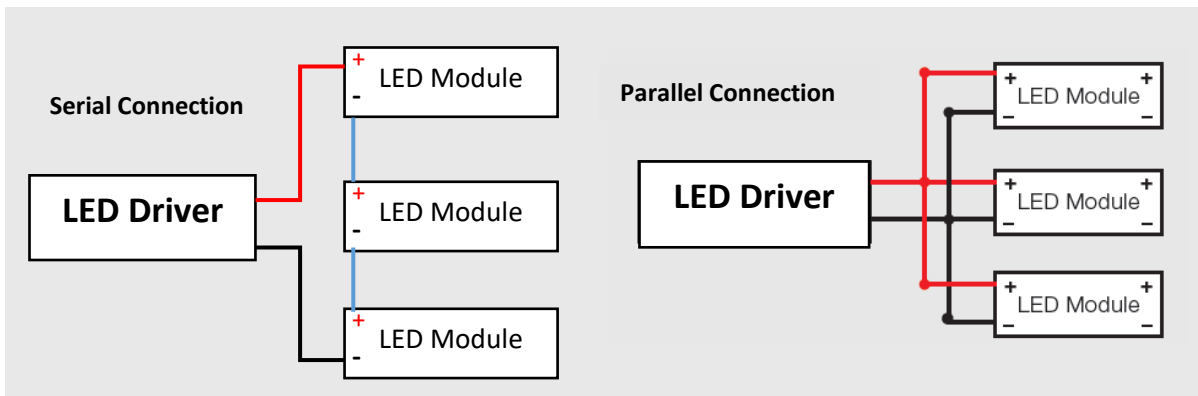 Serial Connection
LED Driver
+
LED Module
-
+
LED Module
-
+
LED Module
-
Parallel Connection
LED Driver
+ +
LED Module
– –
+ +
LED Module
– –
+ +
LED Module
– –